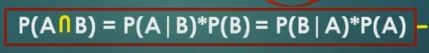 P(A∩B) = P(A|B)*P(B) = P(B|A)*P(A)